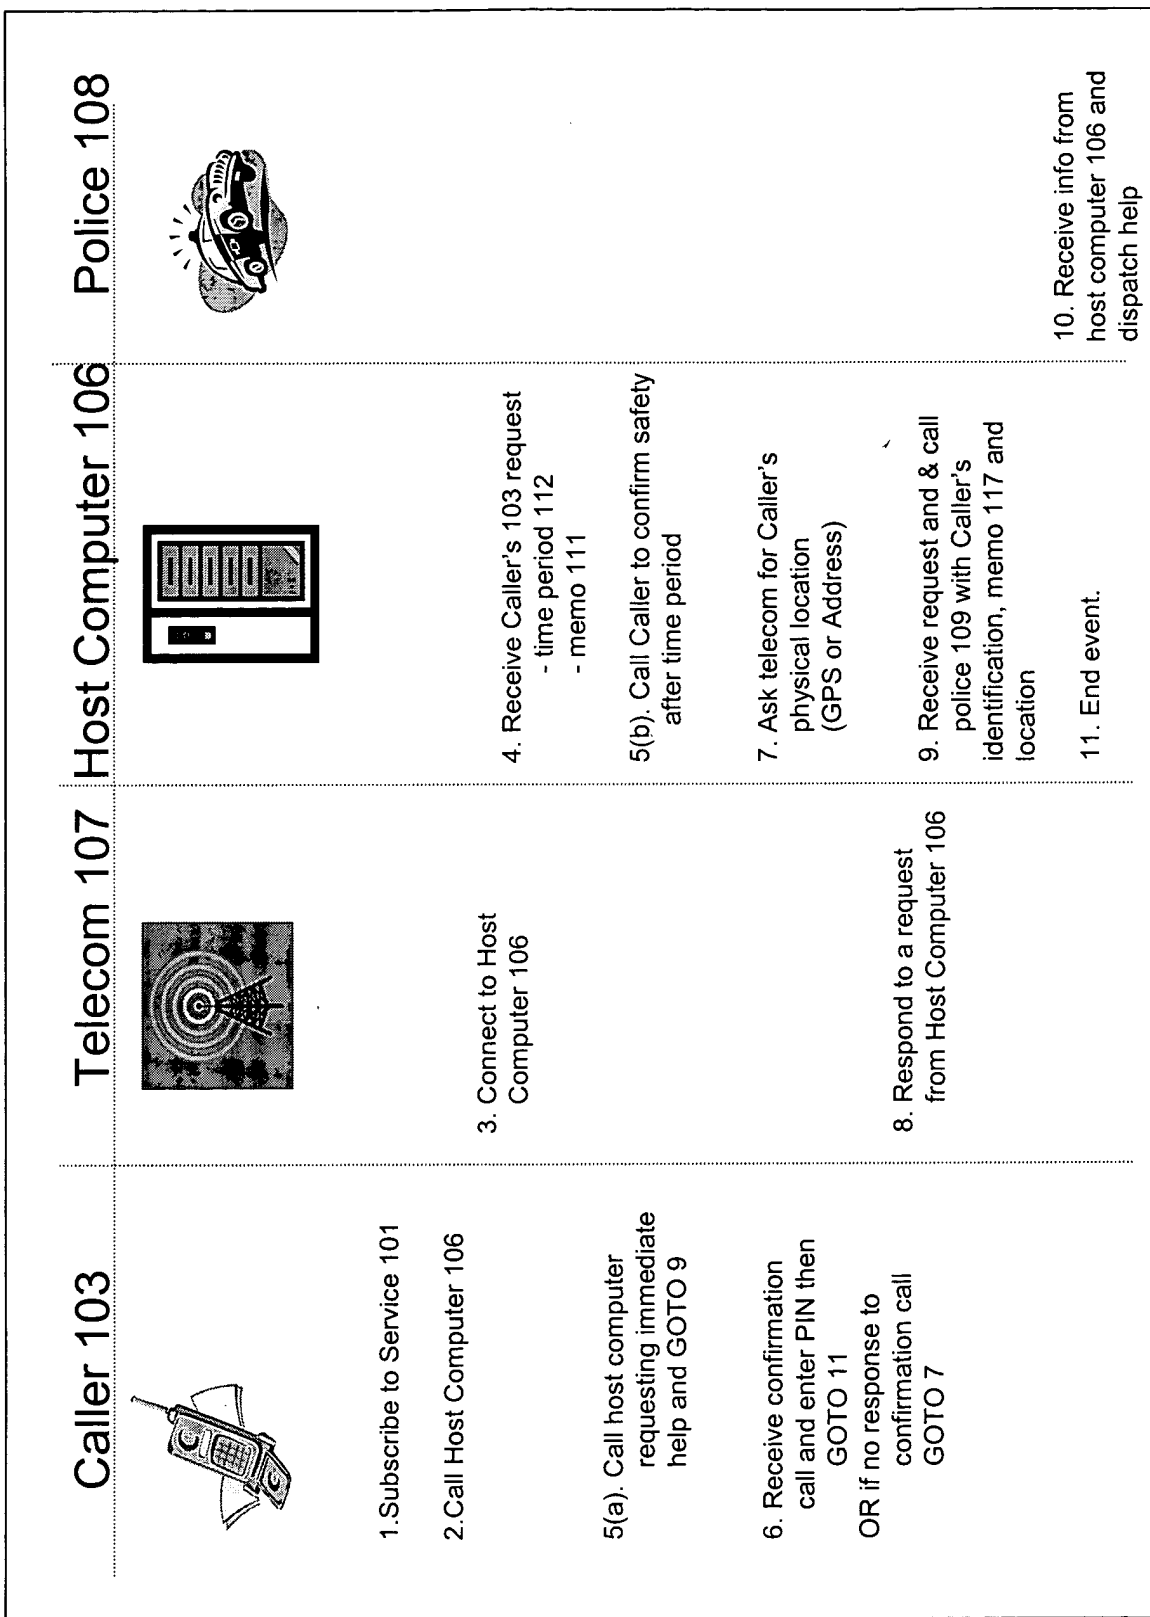 Caller 103
Telecom 107
Host Computer 106
Police 108
1.Subscribe to Service 101
2.Call Host Computer 106
3. Connect to Host
Computer 106
4. Receive Caller's 103 request
- time period 112
- memo 111
5(a). Call host computer
requesting immediate
help and GOTO 9
5(b). Call Caller to confirm safety
after time period
6. Receive confirmation
call and enter PIN then
GOTO 11
OR if no response to
confirmation call
GOTO 7
7. Ask telecom for Caller's
physical location
(GPS or Address)
8. Respond to a request
from Host Computer 106
9. Receive request and & call
police 109 with Caller's
identification, memo 117 and
location
10. Receive info from
host computer 106 and
dispatch help
11. End event.